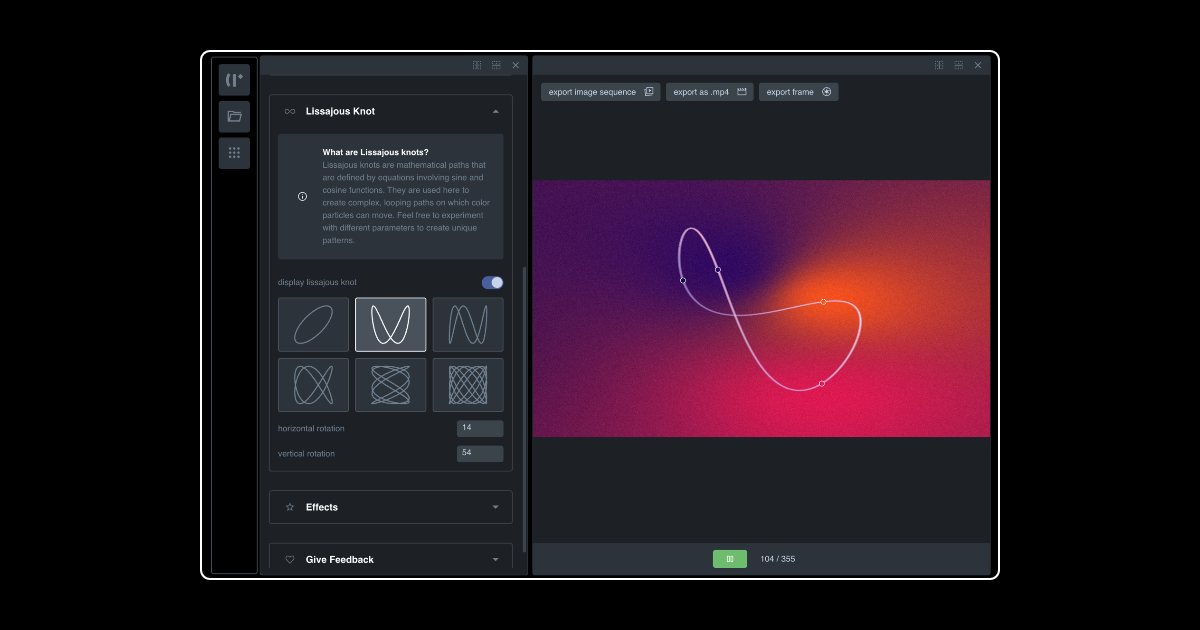 Lissajous Knot
What are Lissajous knots?
Lissajous knots are mathematical paths that
are defined by equations involving sine and
cosine functions. They are used here to
create complex, looping paths on which color
particles can move. Feel free to experiment
with different parameters to create unique
patterns.
display lissajous knot
horizontal rotation
14
vertical rotation
54
Effects
Give Feedback
export image sequence
export as .mp4
export frame
104 / 355